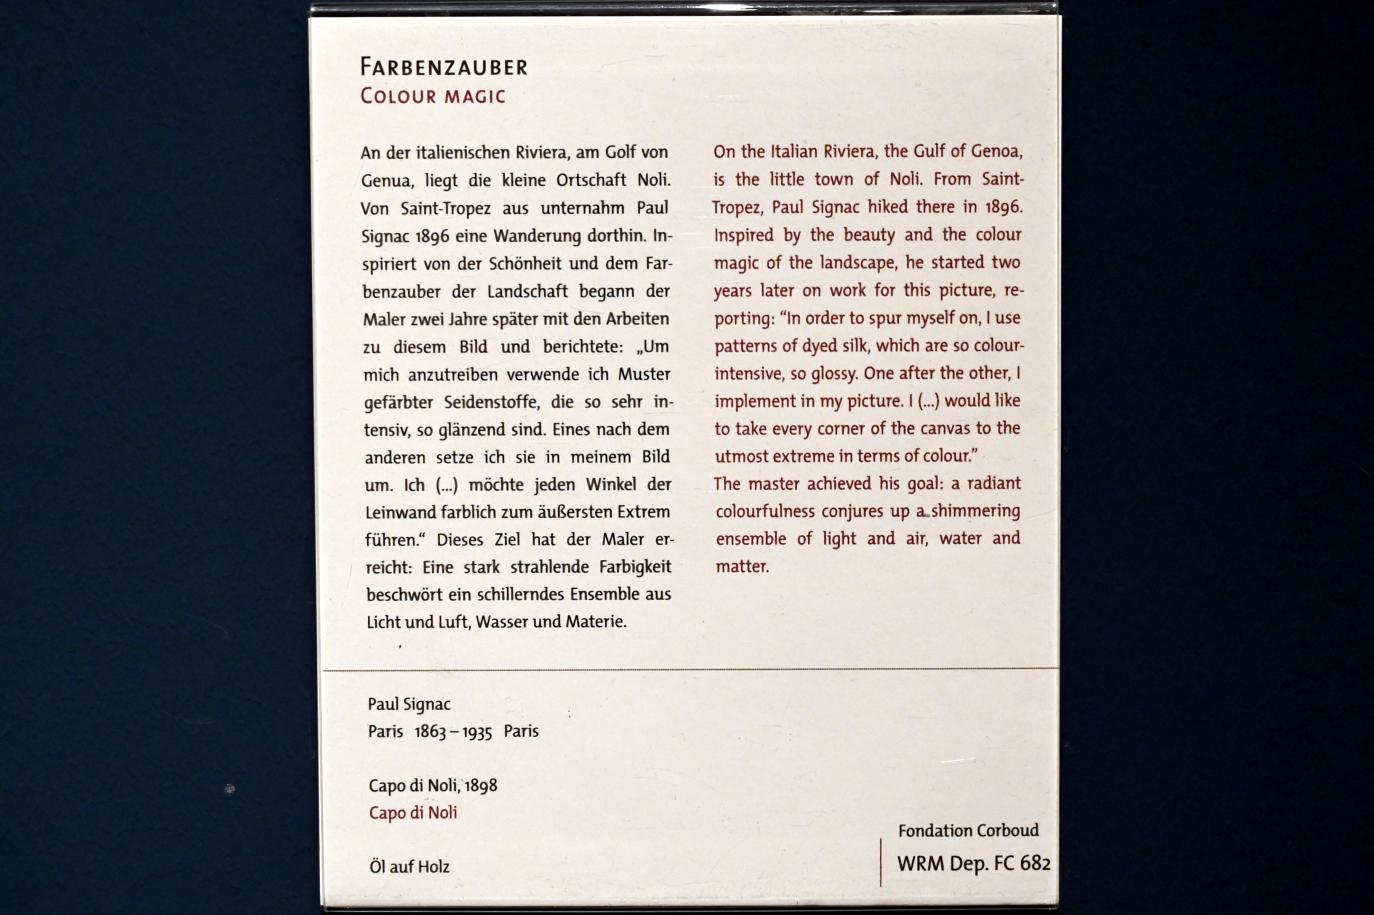 FARBENZAUBER
COLOUR MAGIC
An der italienischen Riviera, am Golf von
Genua, liegt die kleine Ortschaft Noli.
Von Saint-Tropez aus unternahm Paul
Signac 1896 eine Wanderung dorthin. In-
spiriert von der Schönheit und dem Far-
benzauber der Landschaft begann der
Maler zwei Jahre später mit den Arbeiten
zu diesem Bild und berichtete: „Um
mich anzutreiben verwende ich Muster
gefärbter Seidenstoffe, die so sehr in-
tensiv, so glänzend sind. Eines nach dem
anderen setze ich sie in meinem Bild
um. Ich (...) möchte jeden Winkel der
Leinwand farblich zum äußersten Extrem
führen.“ Dieses Ziel hat der Maler er-
reicht: Eine stark strahlende Farbigkeit
beschwört ein schillerndes Ensemble aus
Licht und Luft, Wasser und Materie.
On the Italian Riviera, the Gulf of Genoa,
is the little town of Noli. From Saint-
Tropez, Paul Signac hiked there in 1896.
Inspired by the beauty and the colour
magic of the landscape, he started two
years later on work for this picture, re-
porting: “In order to spur myself on, I use
patterns of dyed silk, which are so colour-
intensive, so glossy. One after the other, I
implement in my picture. I (...) would like
to take every corner of the canvas to the
utmost extreme in terms of colour.”
The master achieved his goal: a radiant
colourfulness conjures up a shimmering
ensemble of light and air, water and
matter.
Paul Signac
Paris 1863 – 1935 Paris
Capo di Noli, 1898
Capo di Noli
Öl auf Holz
Fondation Corboud
WRM Dep. FC 682